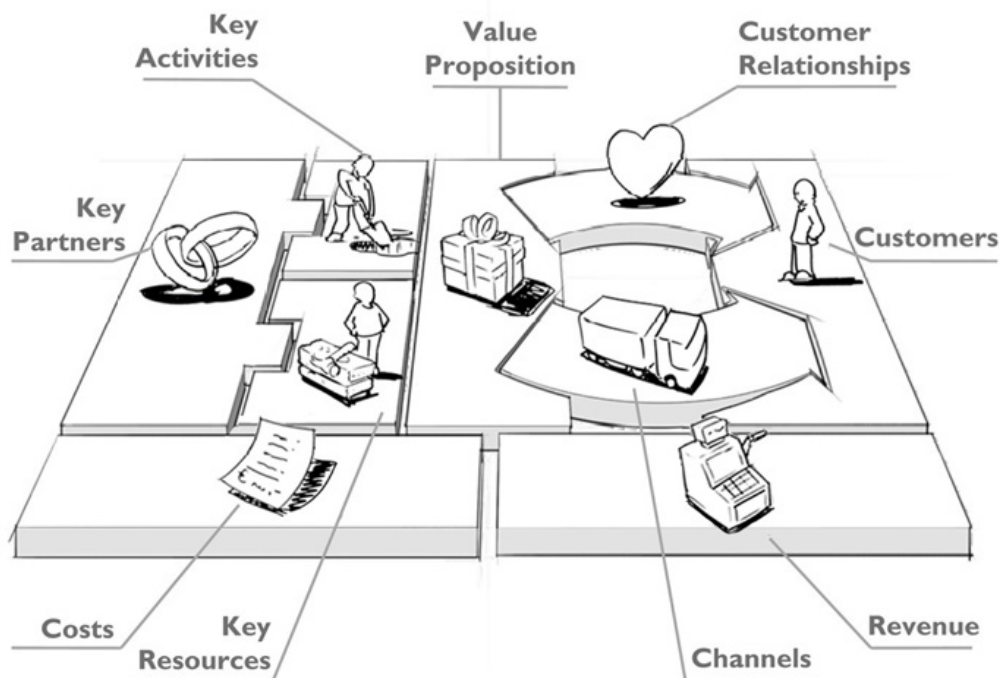 Key
Activities
Value
Proposition
Customer
Relationships
Key
Partners
Customers
Costs
Key
Resources
Channels
Revenue